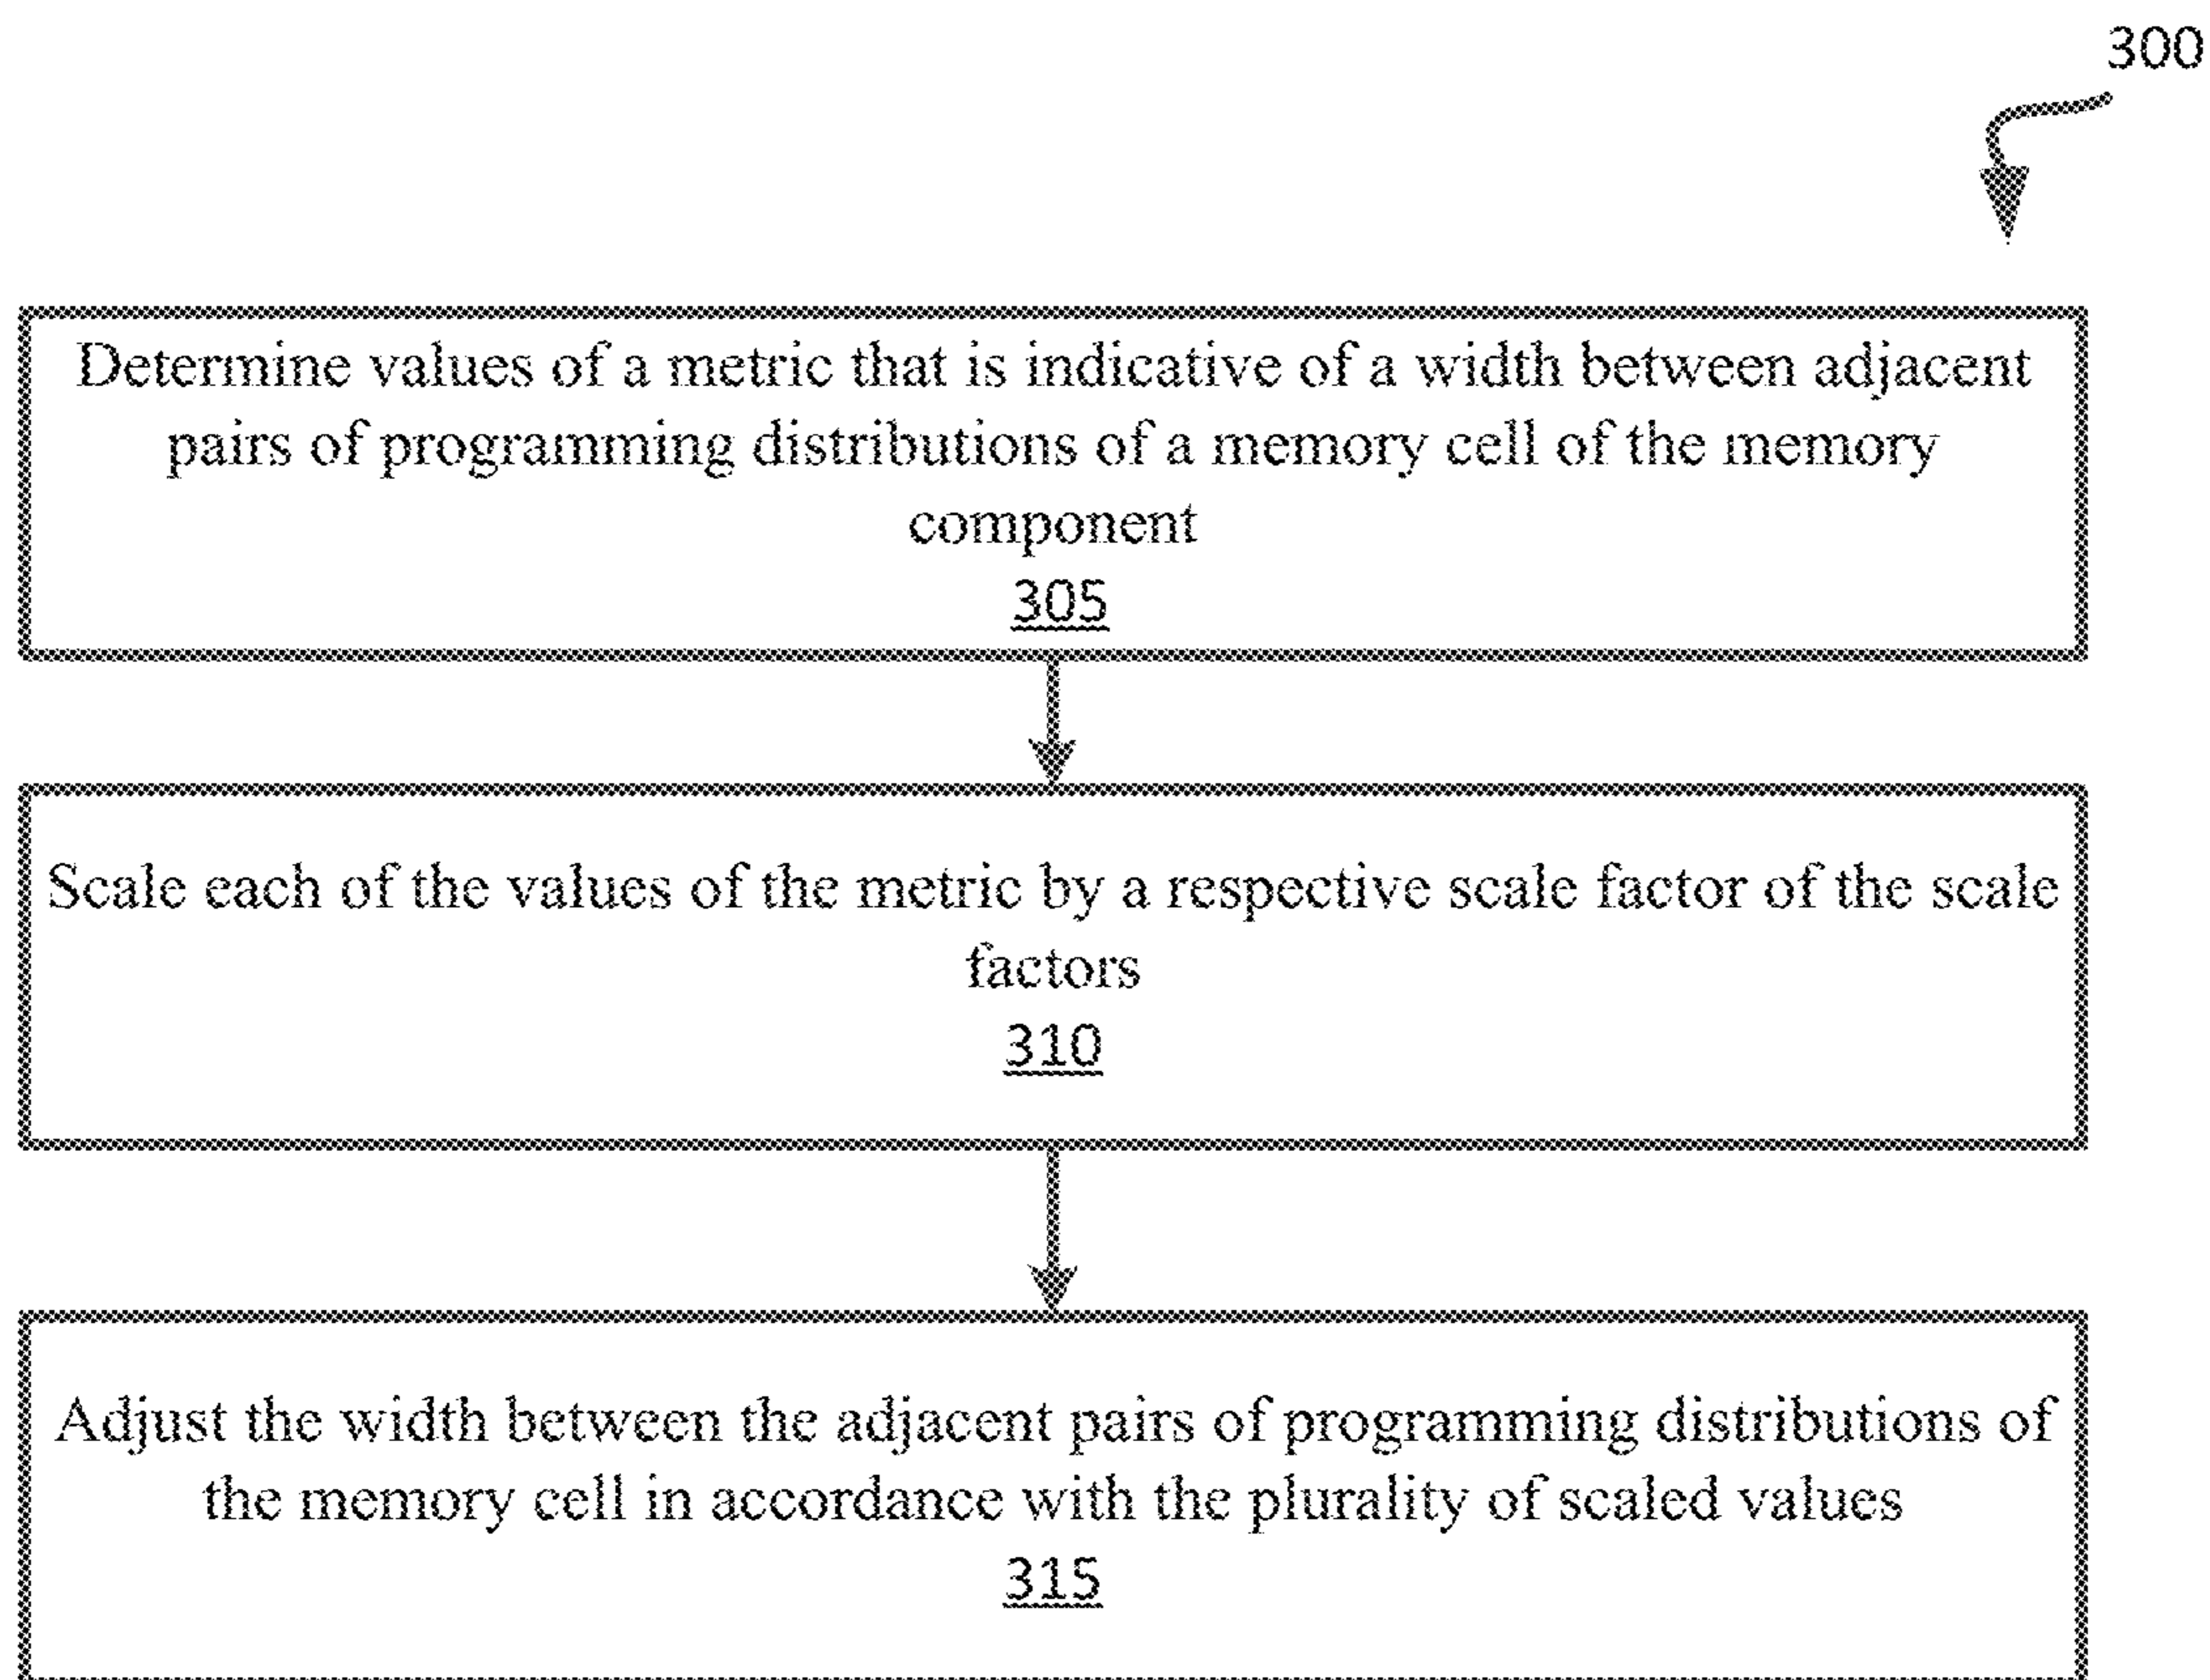 300
Determine values of a metric that is indicative of a width between adjacent
pairs of programming distributions of a memory cell of the memory
component
305
Scale each of the values of the metric by a respective scale factor of the scale
factors
310
Adjust the width between the adjacent pairs of programming distributions of
the memory cell in accordance with the plurality of scaled values
315